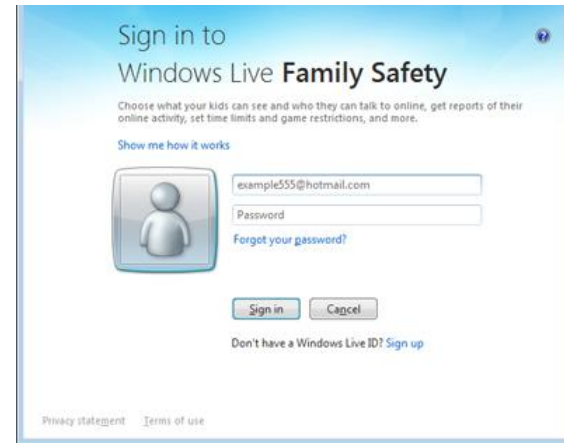 Sign in to
Windows Live Family Safety
Choose what your kids can see and who they can talk to online, get reports of their
online activity, set time limits and game restrictions, and more.
Show me how it works
example555@hotmail.com
Password
Forgot your password?
Sign in Cancel
Don't have a Windows Live ID? Sign up
Privacy statement Terms of use